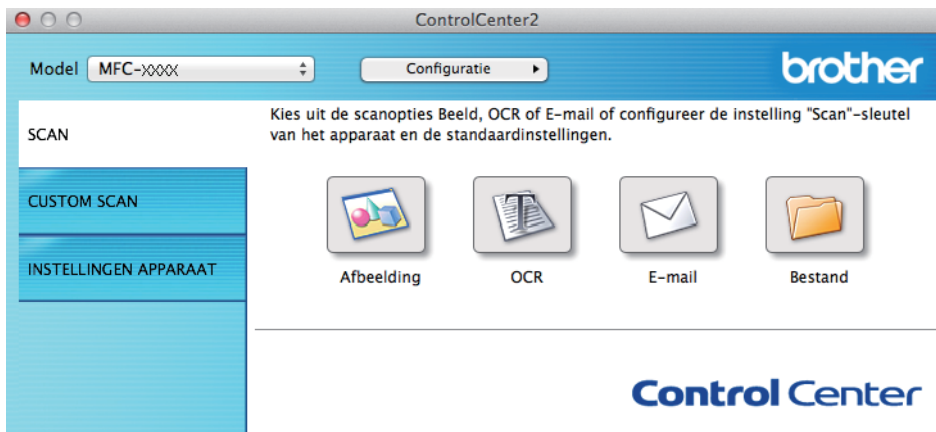 ControlCenter2
Model MFC-XXXX Configuratie brother
Kies uit de scanopties Beeld, OCR of E-mail of configureer de instelling "Scan"-sleutel
van het apparaat en de standaardinstellingen.
SCAN
CUSTOM SCAN
INSTELLINGEN APPARAAT
Afbeelding OCR E-mail Bestand
Control Center